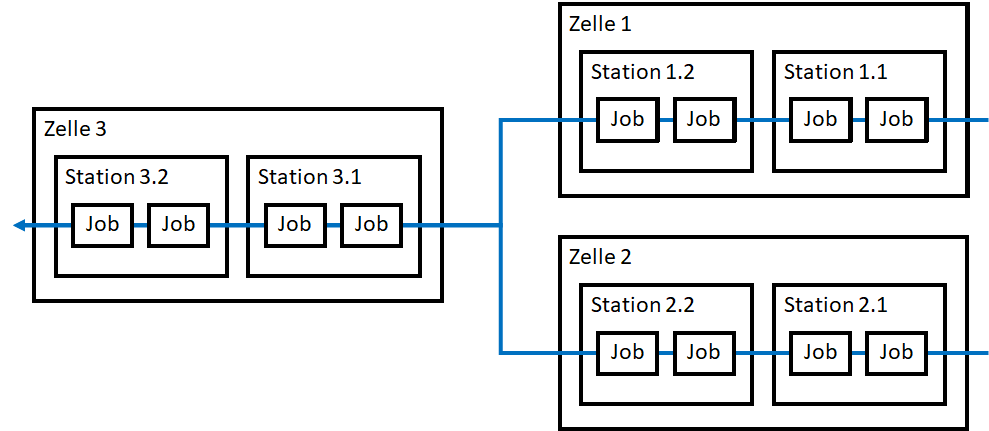 Zelle 1
Station 1.2
Station 1.1
Job
Job
Job
Job
Zelle 3
Station 3.2
Station 3.1
Job
Job
Job
Job
Zelle 2
Station 2.2
Station 2.1
Job
Job
Job
Job